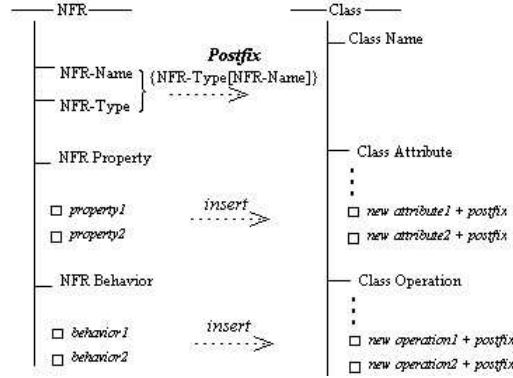 NFR
Class
Class Name
Postfix
NFR-Name
{NFR-Type[NFR-Name]}
NFR-Type
NFR Property
Class Attribute
property1
insert
new attribute1 + postfix
property2
new attribute2 + postfix
NFR Behavior
Class Operation
behavior1
insert
new operation1 + postfix
behavior2
new operation2 + postfix